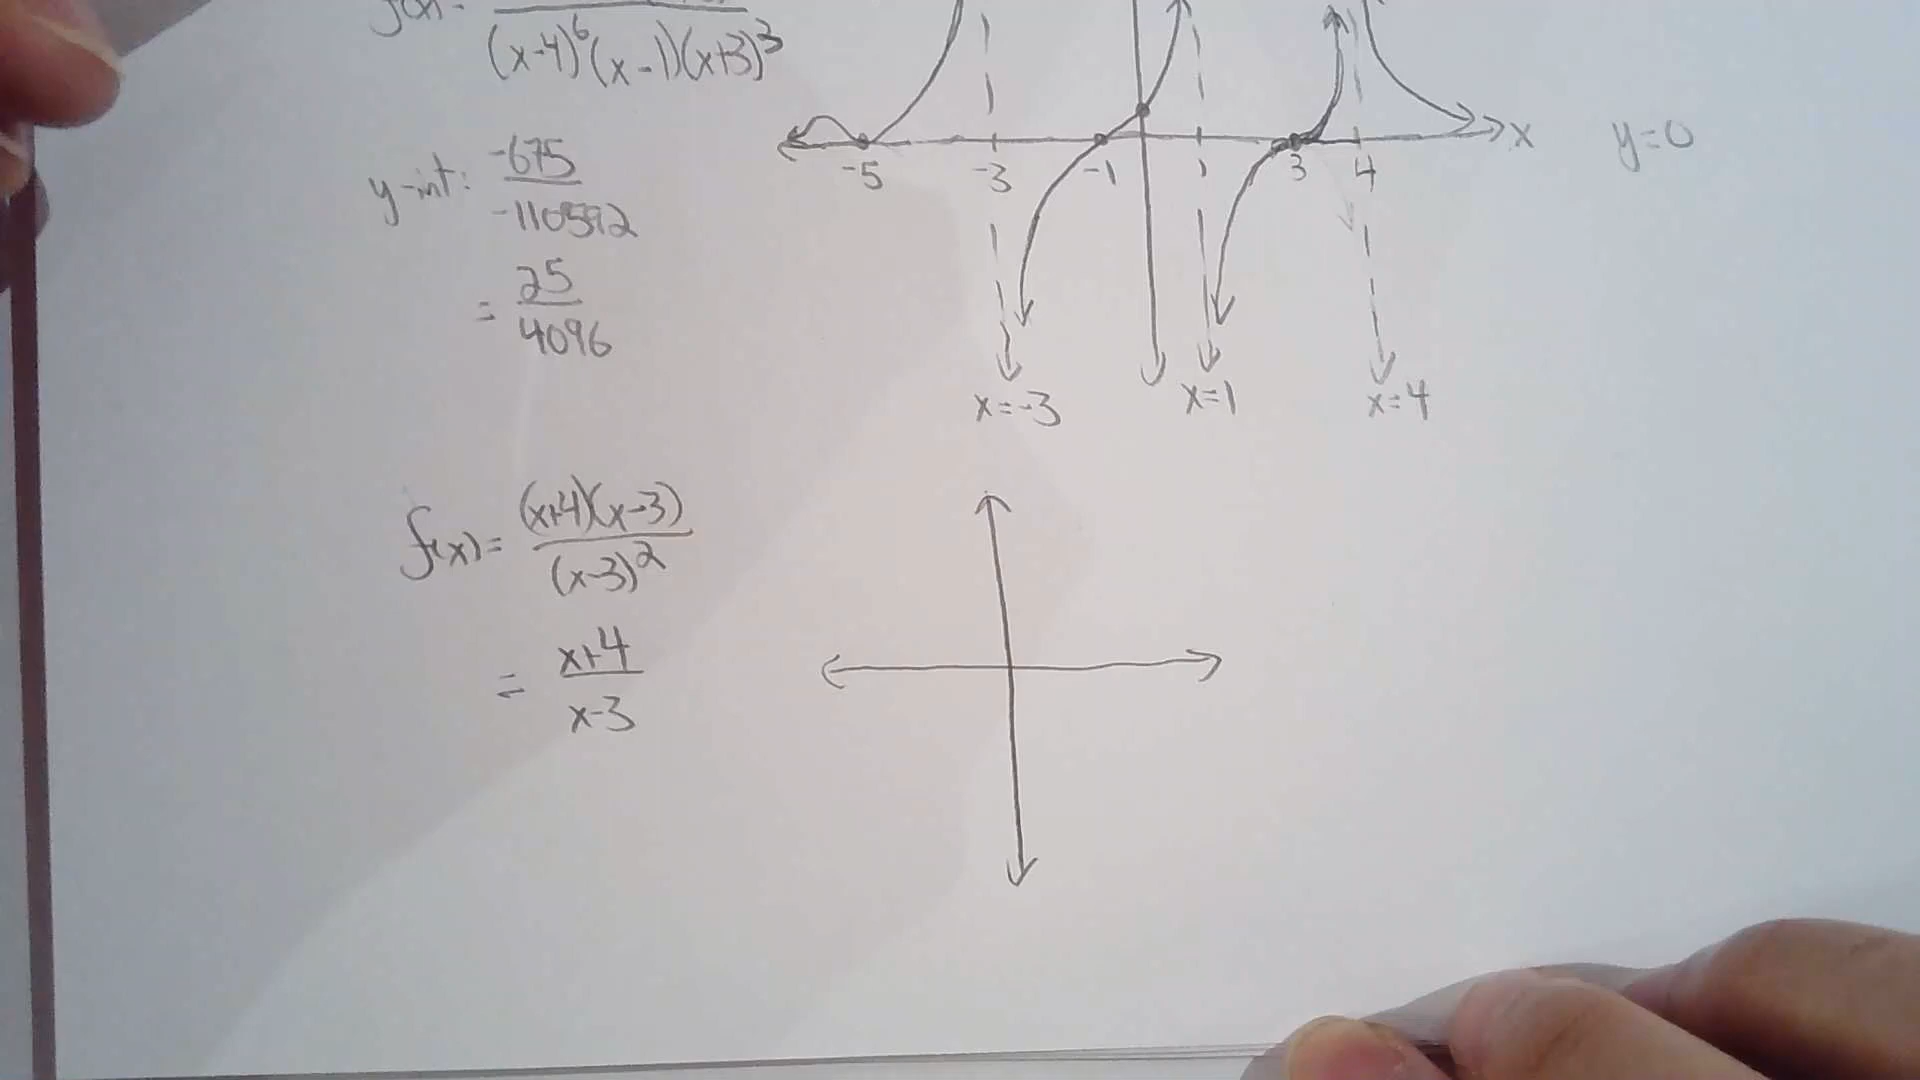 f(x) =
(x-4)^6(x-1)(x+3)^3
y-int: -675
-110592
= 25
4096
-5 -3 -1 1 3 4 x y=0
x=-3 x=1 x=4
f(x)= (x+4)(x-3)
(x-3)^2
= x+4
x-3